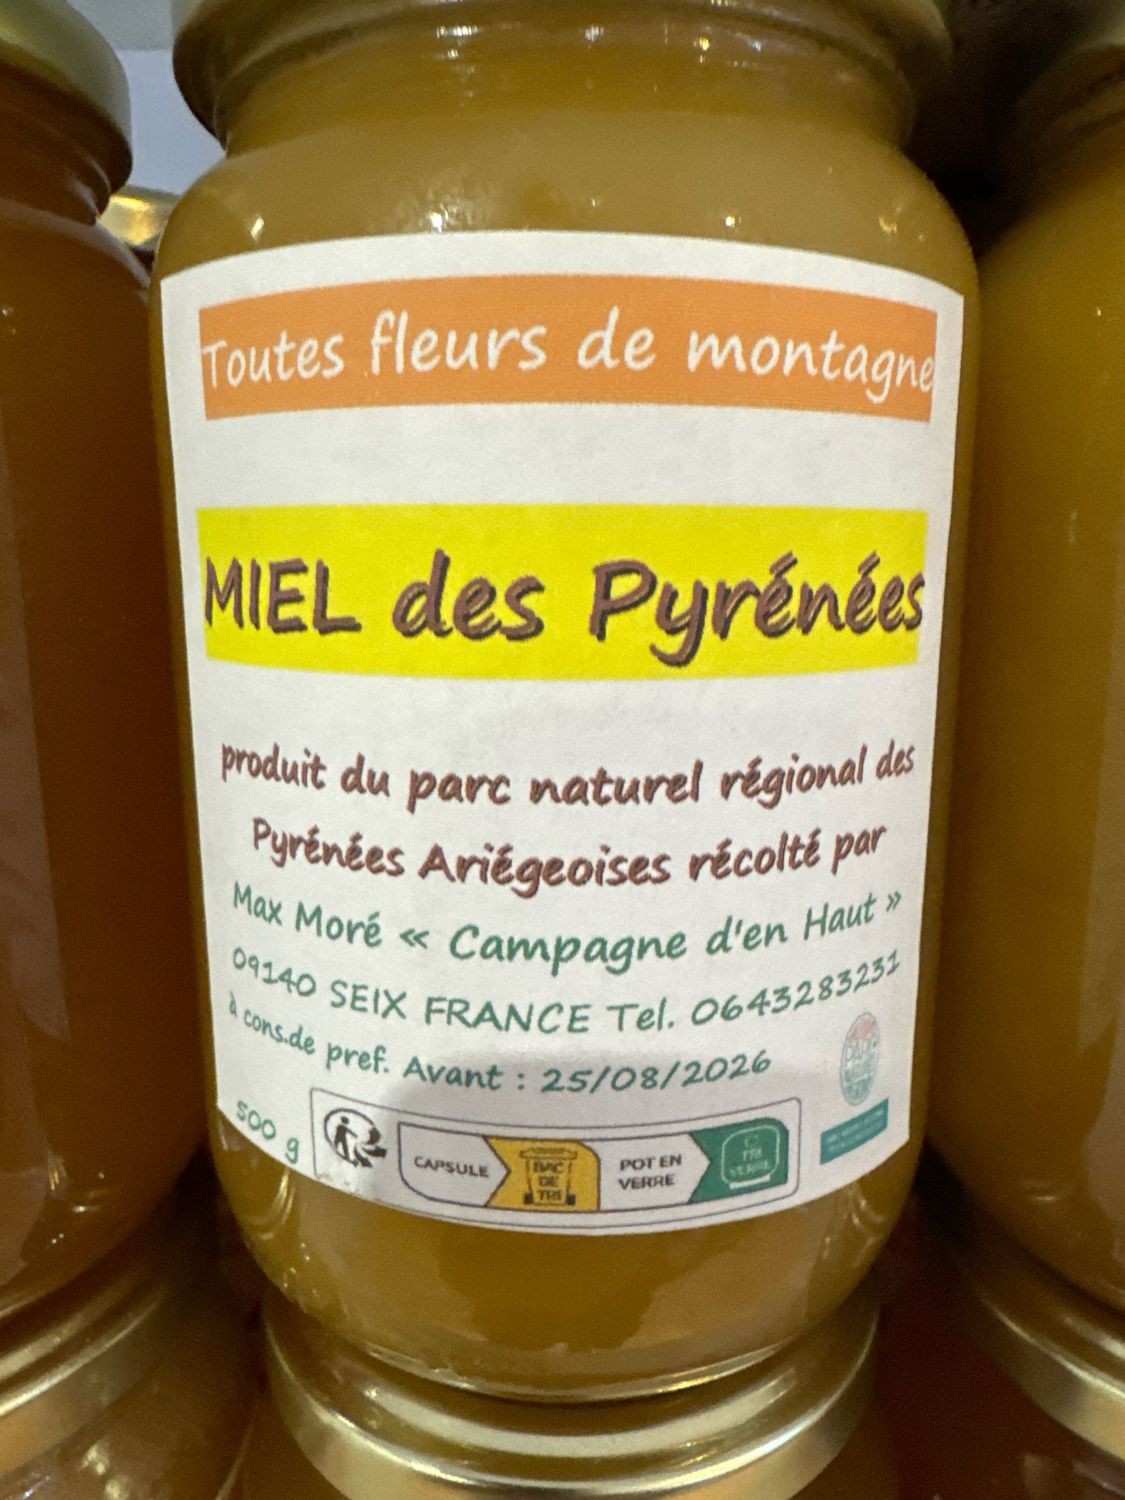 Toutes fleurs de montagne
MIEL des Pyrénées
produit du parc naturel régional des
Pyrénées Ariégeoises récolté par
Max Moré « Campagne d'en Haut »
09140 SEIX FRANCE Tel. 0643283231
à cons.de pref. Avant : 25/08/2026
500 g
CAPSULE
BAC
DE
TRI
POT EN
VERRE
TRI
VERRE